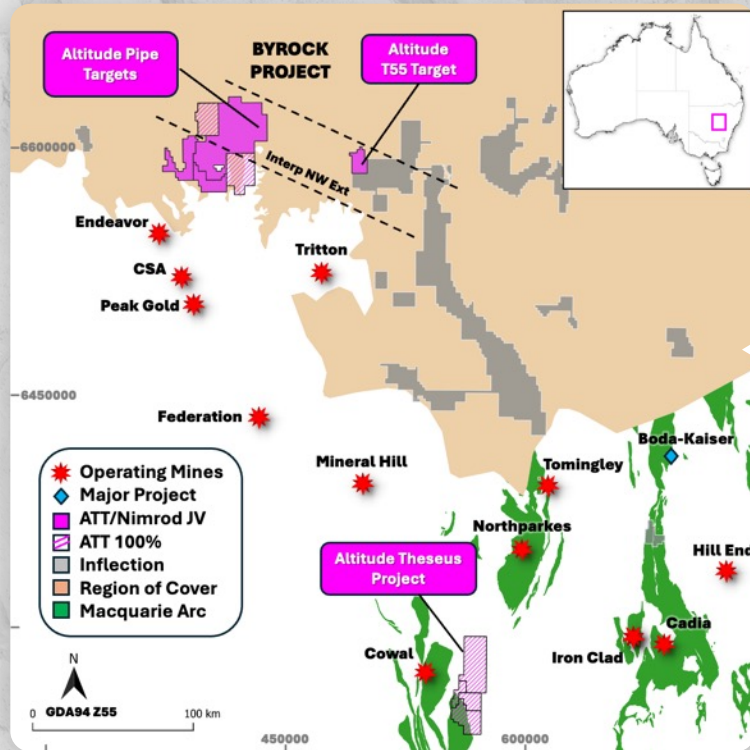 Altitude Pipe
Targets
BYROCK
PROJECT
Altitude
T55 Target
6600000
Interp NW Ext
Endeavor
CSA
Peak Gold
Tritton
6450000
Federation
Mineral Hill
Boda-Kaiser
Tomingley
Northparkes
Hill End
Operating Mines
Major Project
ATT/Nimrod JV
ATT 100%
Inflection
Region of Cover
Macquarie Arc
Altitude Theseus
Project
Cadia
Iron Clad
Cowal
N
GDA94 Z55
0
100 km
450000
600000